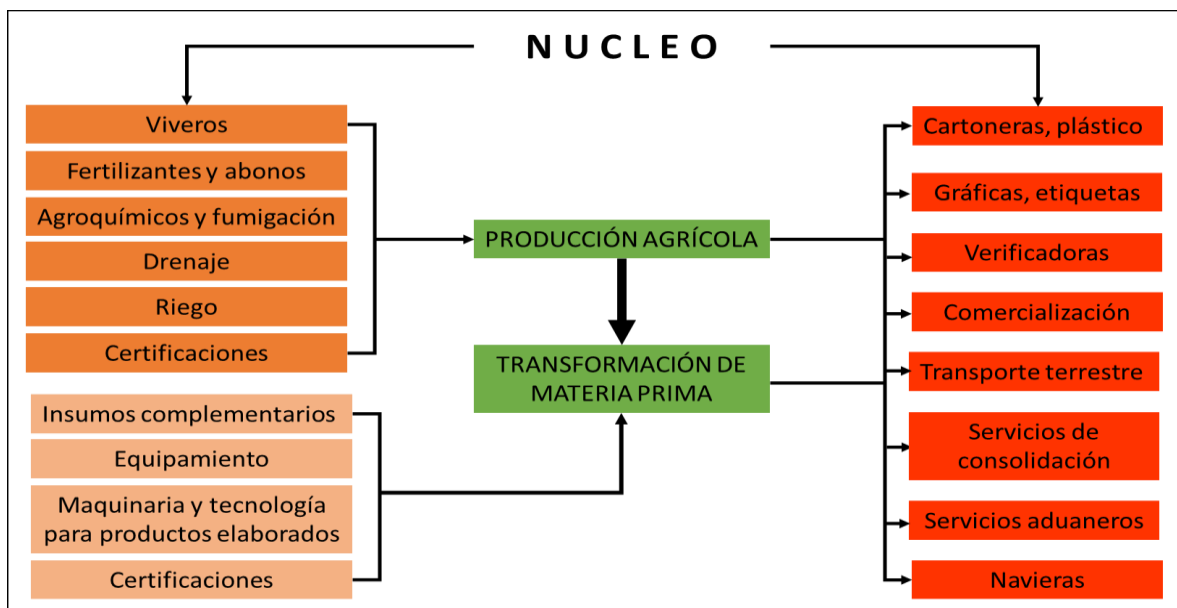 NUCLEO
Viveros
Fertilizantes y abonos
Agroquímicos y fumigación
Drenaje
Riego
Certificaciones
Insumos complementarios
Equipamiento
Maquinaria y tecnología
para productos elaborados
Certificaciones
PRODUCCIÓN AGRÍCOLA
TRANSFORMACIÓN DE
MATERIA PRIMA
Cartoneras, plástico
Gráficas, etiquetas
Verificadoras
Comercialización
Transporte terrestre
Servicios de
consolidación
Servicios aduaneros
Navieras